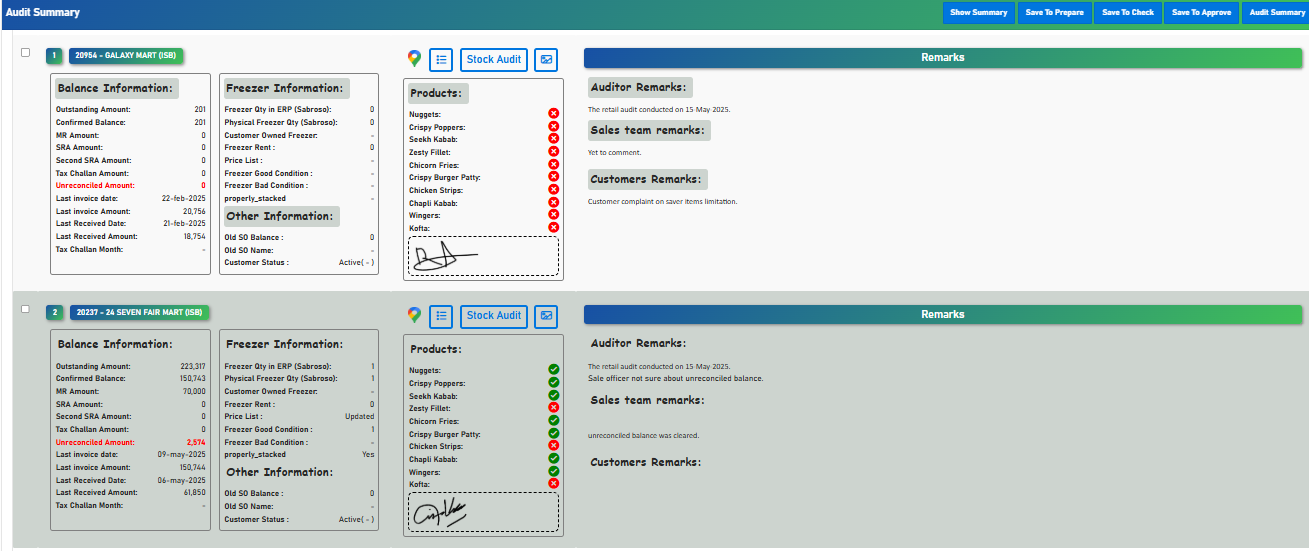 Audit Summary
Show Summary Save To Prepare Save To Check Save To Approve Audit Summary
1 20954 - GALAXY MART (ISB)
Balance Information:
Outstanding Amount: 201
Confirmed Balance: 201
MR Amount: 0
SRA Amount: 0
Second SRA Amount: 0
Tax Challan Amount: 0
Unreconciled Amount: 0
Last invoice date: 22-feb-2025
Last invoice Amount: 20,756
Last Received Date: 21-feb-2025
Last Received Amount: 18,754
Tax Challan Month: -
Freezer Information:
Freezer Qty in ERP (Sabroso): 0
Physical Freezer Qty (Sabroso): 0
Customer Owned Freezer: -
Freezer Rent : 0
Price List : -
Freezer Good Condition : -
Freezer Bad Condition : -
properly_stacked -
Other Information:
Old SO Balance : 0
Old SO Name: -
Customer Status : Active( - )
Stock Audit
Products:
Nuggets:
Crispy Poppers:
Seekh Kabab:
Zesty Fillet:
Chicorn Fries:
Crispy Burger Patty:
Chicken Strips:
Chapli Kabab:
Wingers:
Kofta:
Remarks
Auditor Remarks:
The retail audit conducted on 15-May-2025.
Sales team remarks:
Yet to comment.
Customers Remarks:
Customer complaint on saver items limitation.
2 20237 - 24 SEVEN FAIR MART (ISB)
Balance Information:
Outstanding Amount: 223,317
Confirmed Balance: 150,743
MR Amount: 70,000
SRA Amount: 0
Second SRA Amount: 0
Tax Challan Amount: 0
Unreconciled Amount: 2,574
Last invoice date: 09-may-2025
Last invoice Amount: 150,744
Last Received Date: 06-may-2025
Last Received Amount: 61,850
Tax Challan Month: -
Freezer Information:
Freezer Qty in ERP (Sabroso): 1
Physical Freezer Qty (Sabroso): 1
Customer Owned Freezer: -
Freezer Rent : 0
Price List : Updated
Freezer Good Condition : 1
Freezer Bad Condition : -
properly_stacked Yes
Other Information:
Old SO Balance : 0
Old SO Name: -
Customer Status : Active( - )
Stock Audit
Products:
Nuggets:
Crispy Poppers:
Seekh Kabab:
Zesty Fillet:
Chicorn Fries:
Crispy Burger Patty:
Chicken Strips:
Chapli Kabab:
Wingers:
Kofta:
Remarks
Auditor Remarks:
The retail audit conducted on 15-May-2025.
Sale officer not sure about unreconciled balance.
Sales team remarks:
unreconciled balance was cleared.
Customers Remarks: